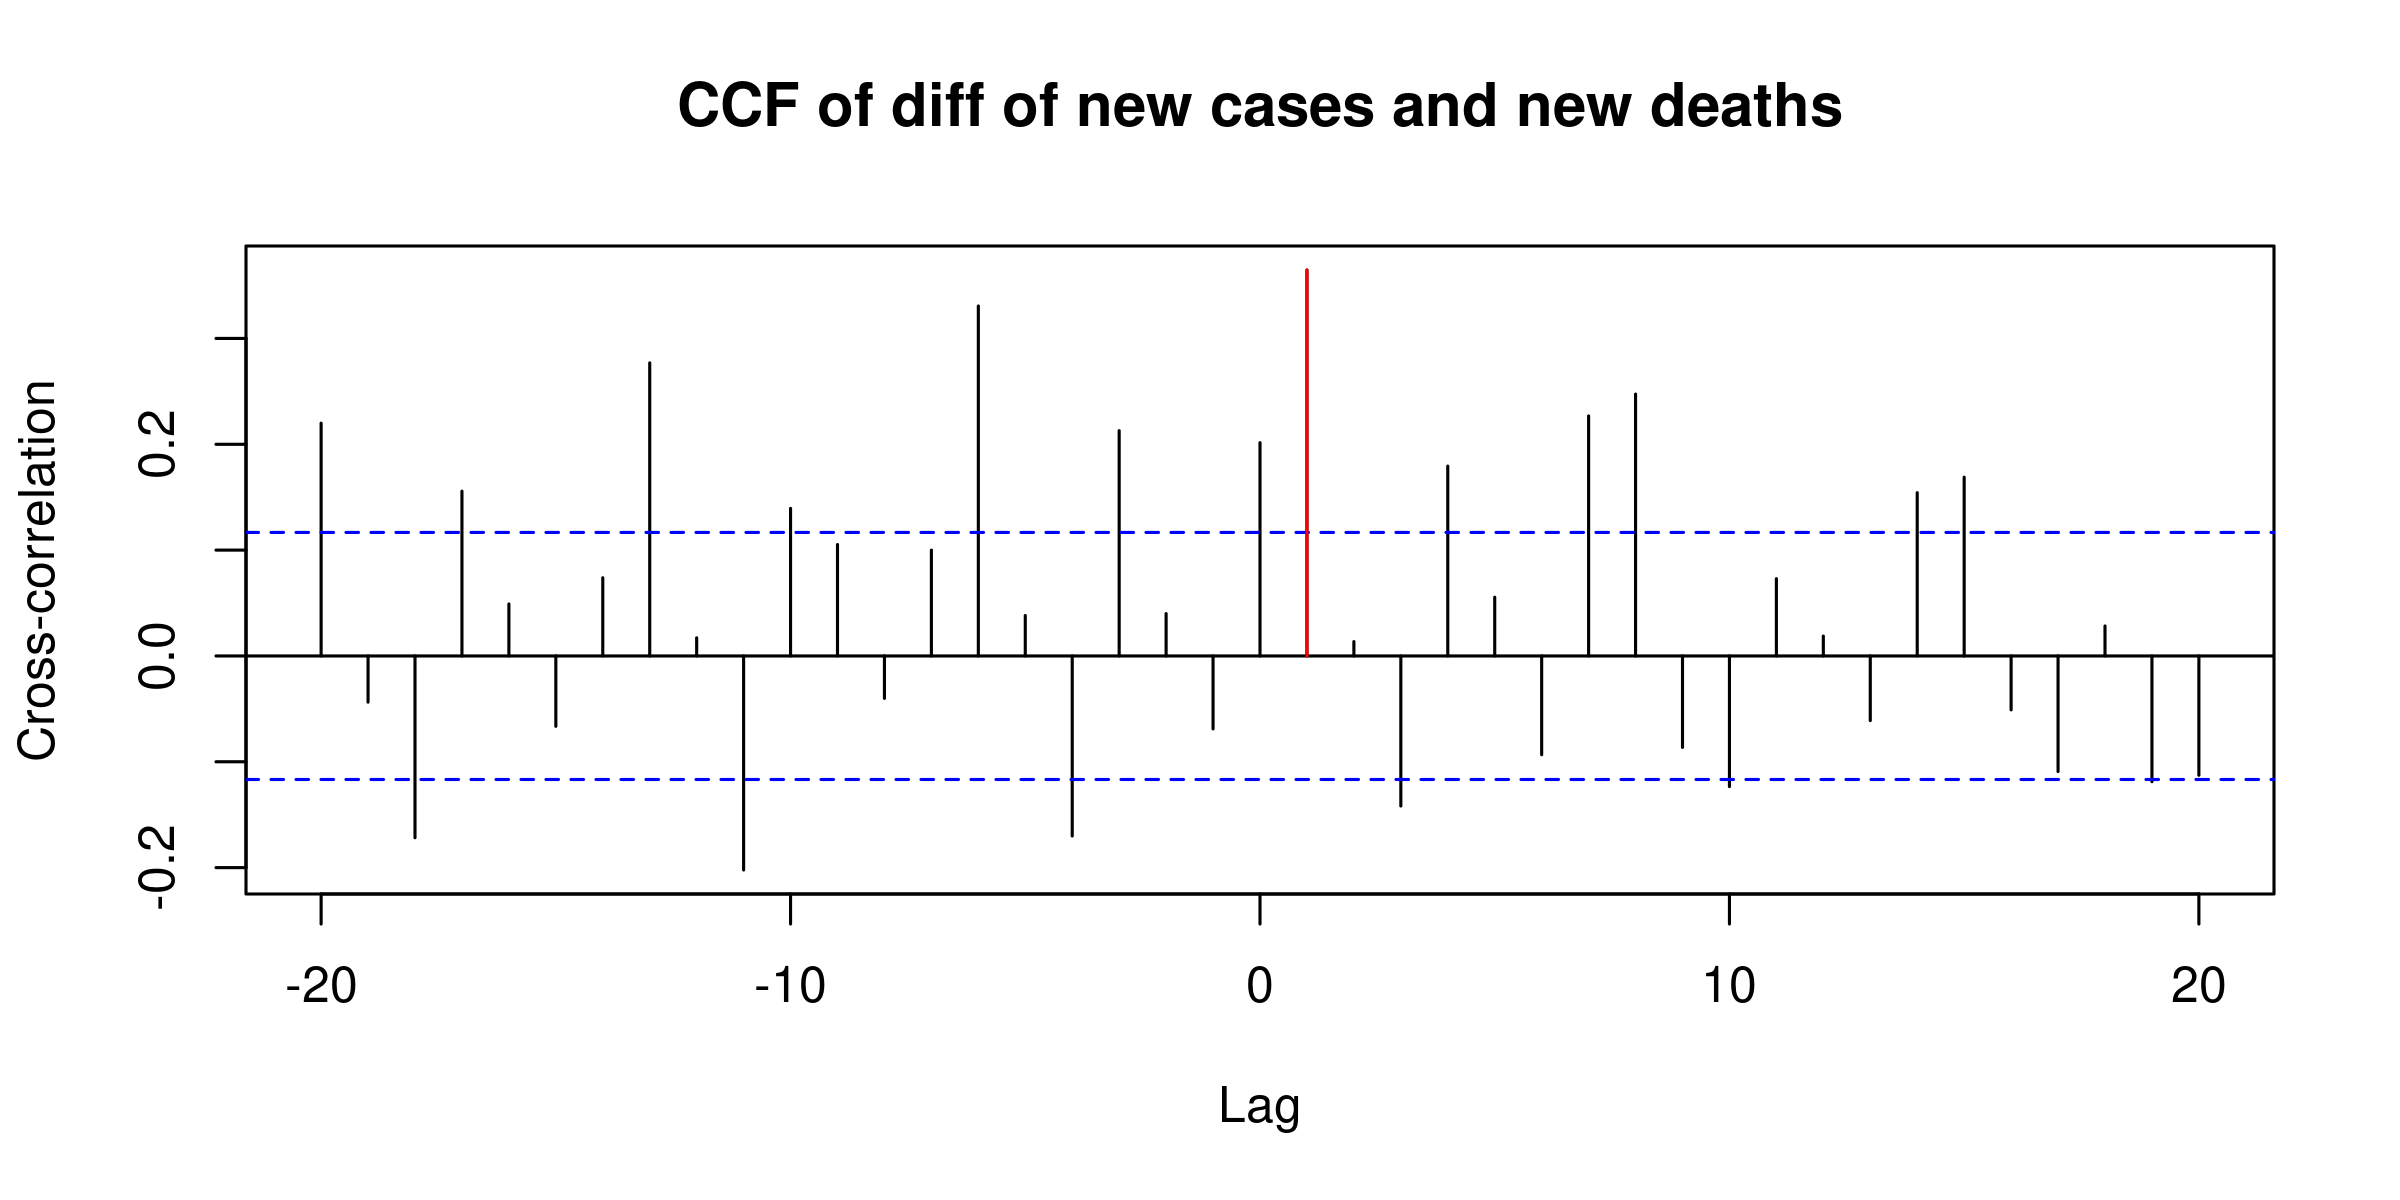 CCF of diff of new cases and new deaths
Cross-correlation
0.2
0.0
-0.2
-20 -10 0 10 20
Lag